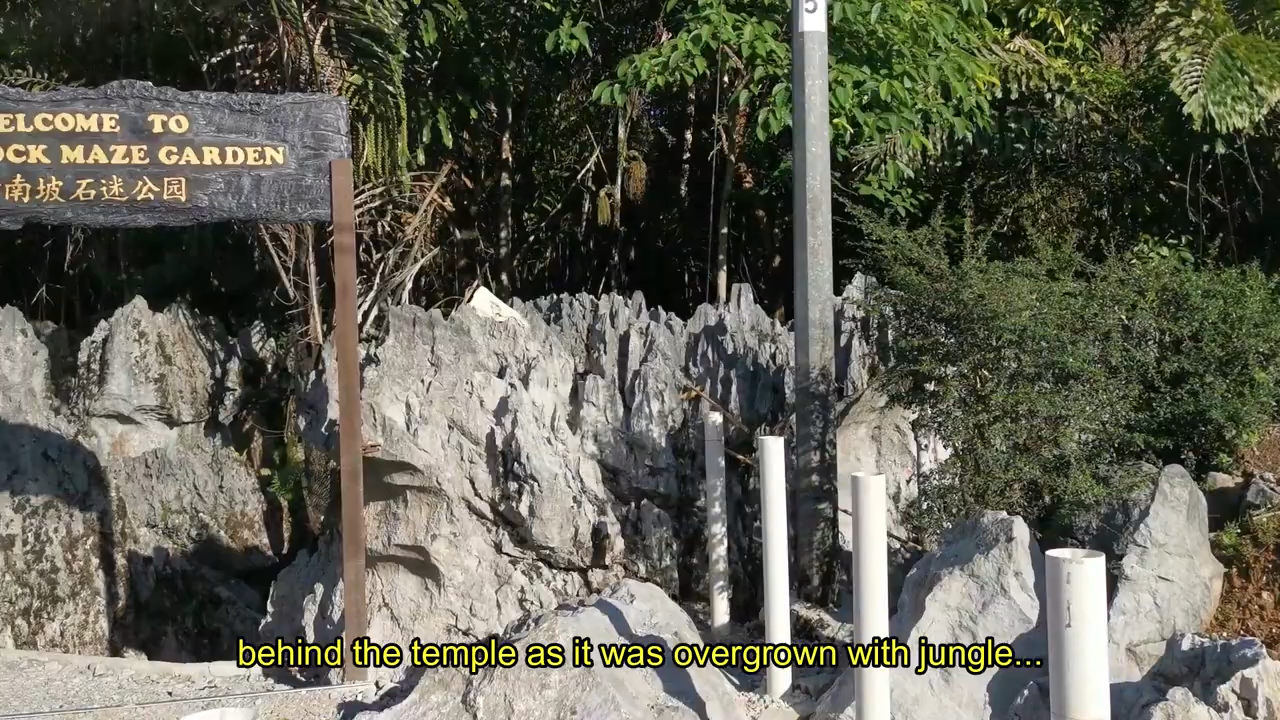 ELCOME TO
OCK MAZE GARDEN
南坡石迷公园
5
behind the temple as it was overgrown with jungle...